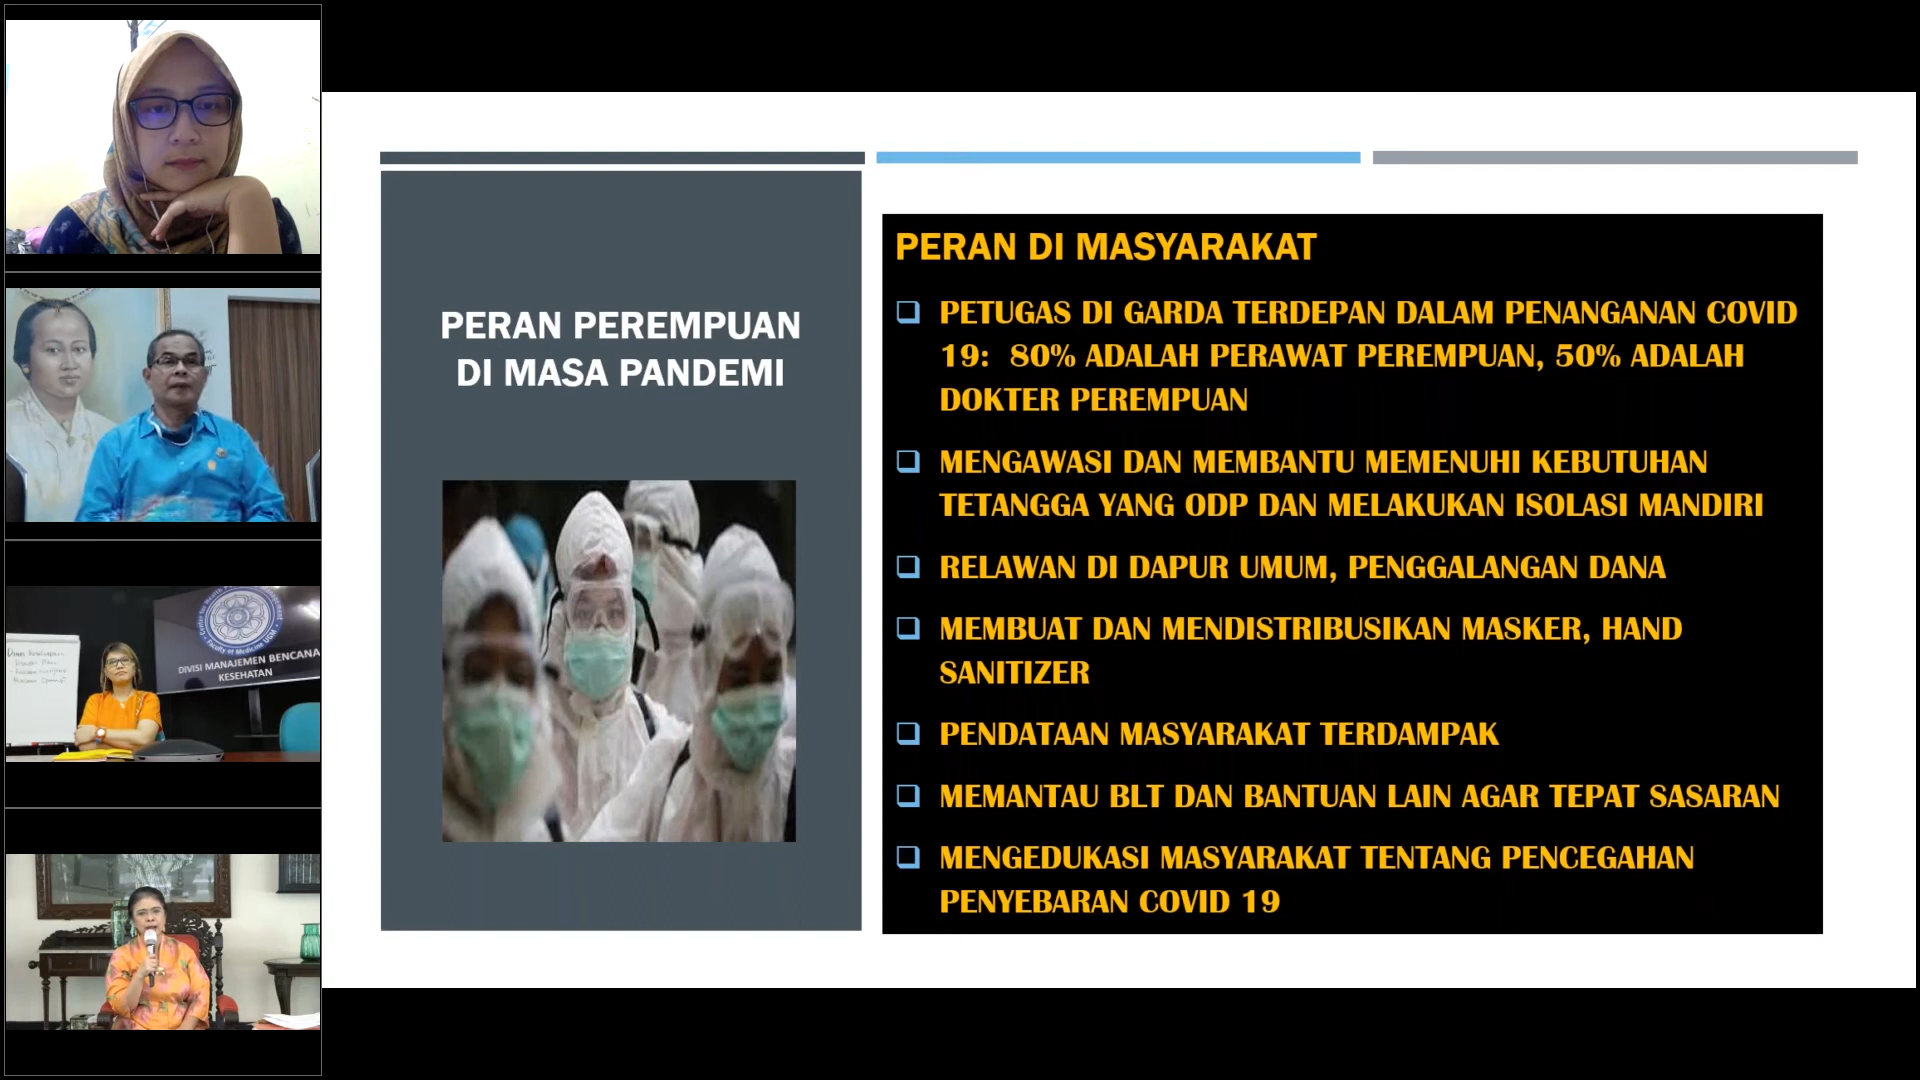 DIVISI MANAJEMEN BENCANA
KESEHATAN
PERAN PEREMPUAN
DI MASA PANDEMI
PERAN DI MASYARAKAT
PETUGAS DI GARDA TERDEPAN DALAM PENANGANAN COVID
19: 80% ADALAH PERAWAT PEREMPUAN, 50% ADALAH
DOKTER PEREMPUAN
MENGAWASI DAN MEMBANTU MEMENUHI KEBUTUHAN
TETANGGA YANG ODP DAN MELAKUKAN ISOLASI MANDIRI
RELAWAN DI DAPUR UMUM, PENGGALANGAN DANA
MEMBUAT DAN MENDISTRIBUSIKAN MASKER, HAND
SANITIZER
PENDATAAN MASYARAKAT TERDAMPAK
MEMANTAU BLT DAN BANTUAN LAIN AGAR TEPAT SASARAN
MENGEDUKASI MASYARAKAT TENTANG PENCEGAHAN
PENYEBARAN COVID 19